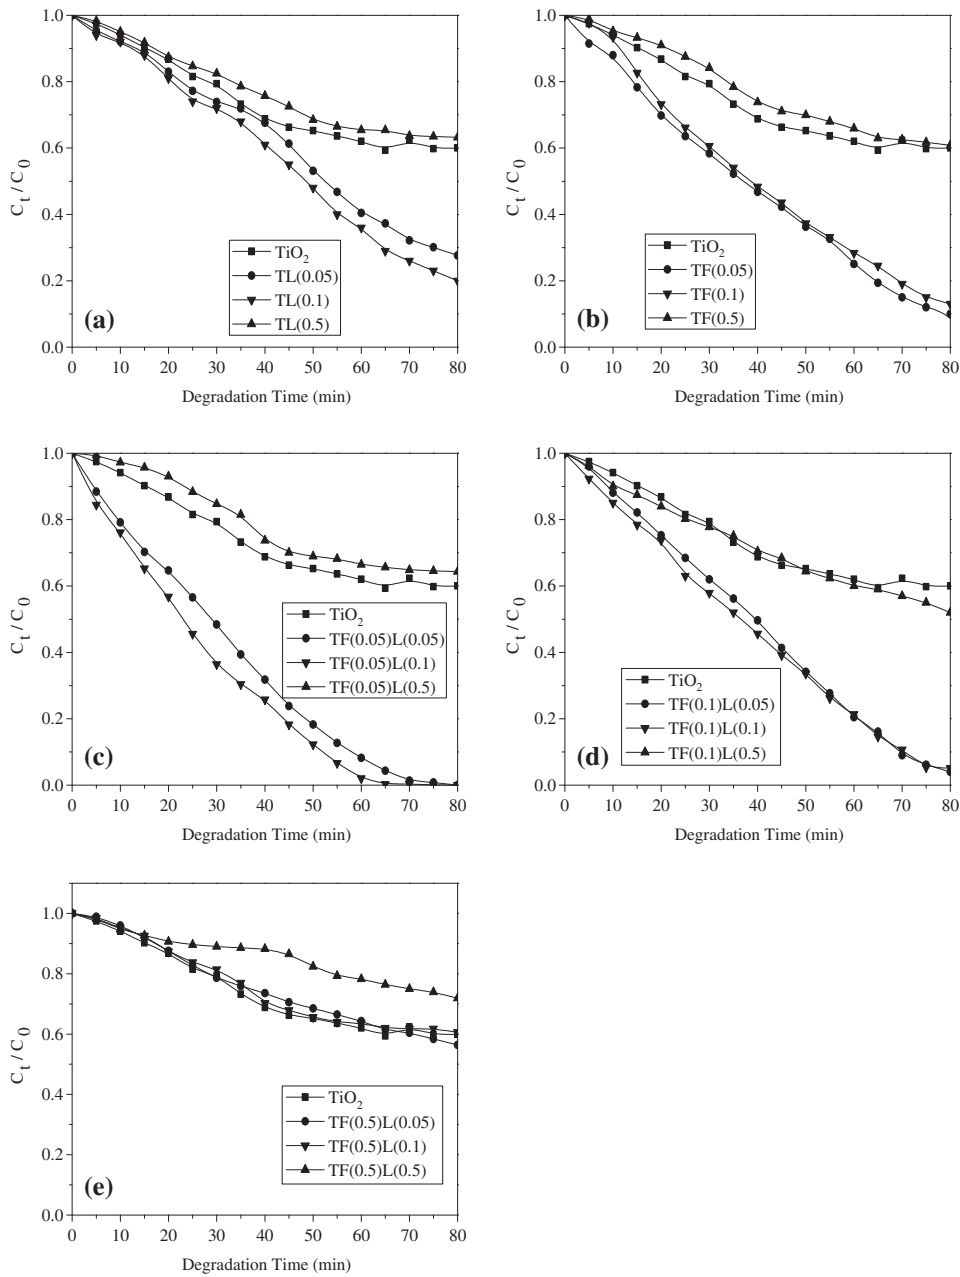 1.0
0.8
0.6
0.4
0.2
0.0
C_t / C_0
TiO_2
TL(0.05)
TL(0.1)
TL(0.5)
(a)
0 10 20 30 40 50 60 70 80
Degradation Time (min)
1.0
0.8
0.6
0.4
0.2
0.0
C_t / C_0
TiO_2
TF(0.05)
TF(0.1)
TF(0.5)
(b)
0 10 20 30 40 50 60 70 80
Degradation Time (min)
1.0
0.8
0.6
0.4
0.2
0.0
C_t / C_0
TiO_2
TF(0.05)L(0.05)
TF(0.05)L(0.1)
TF(0.05)L(0.5)
(c)
0 10 20 30 40 50 60 70 80
Degradation Time (min)
1.0
0.8
0.6
0.4
0.2
0.0
C_t / C_0
TiO_2
TF(0.1)L(0.05)
TF(0.1)L(0.1)
TF(0.1)L(0.5)
(d)
0 10 20 30 40 50 60 70 80
Degradation Time (min)
1.0
0.8
0.6
0.4
0.2
0.0
C_t / C_0
TiO_2
TF(0.5)L(0.05)
TF(0.5)L(0.1)
TF(0.5)L(0.5)
(e)
0 10 20 30 40 50 60 70 80
Degradation Time (min)